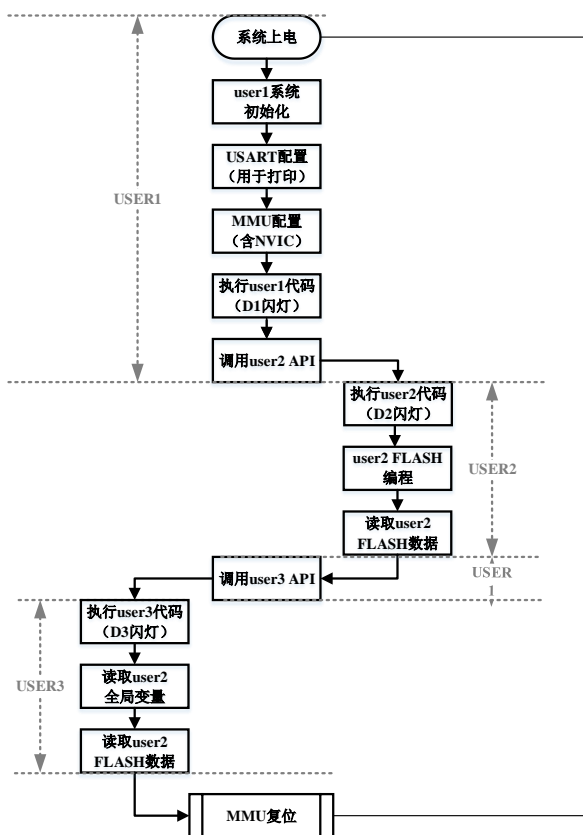 系统上电
user1系统
初始化
USART配置
（用于打印）
USER1
MMU配置
（含NVIC）
执行user1代码
（D1闪灯）
调用user2 API
执行user2代码
（D2闪灯）
user2 FLASH
编程
USER2
读取user2
FLASH数据
调用user3 API
USER
1
执行user3代码
（D3闪灯）
读取user2
全局变量
USER3
读取user2
FLASH数据
MMU复位